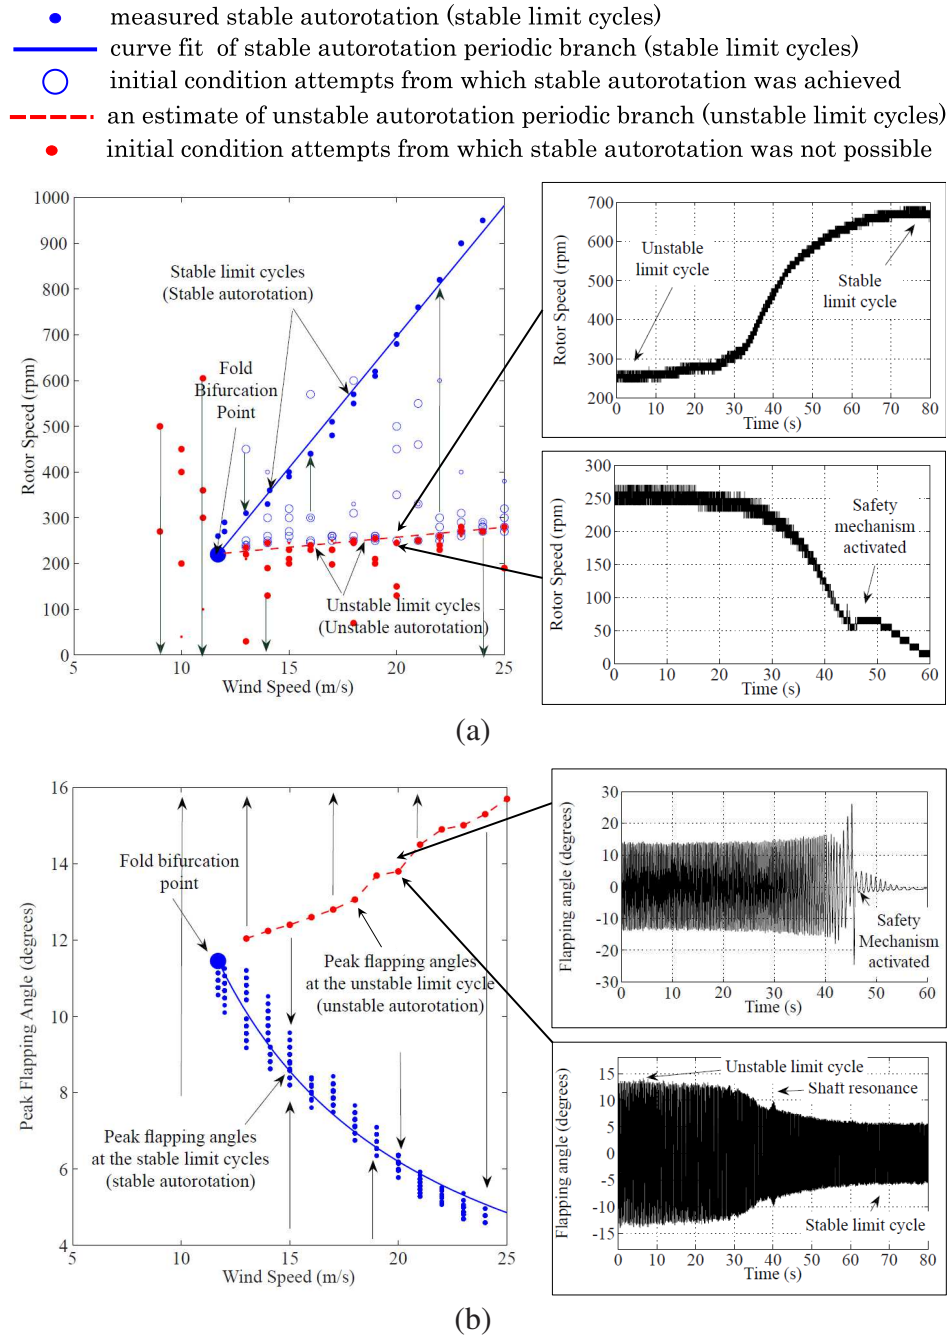 measured stable autorotation (stable limit cycles)
curve fit of stable autorotation periodic branch (stable limit cycles)
initial condition attempts from which stable autorotation was achieved
an estimate of unstable autorotation periodic branch (unstable limit cycles)
initial condition attempts from which stable autorotation was not possible
1000
900
800
700
600
500
400
300
200
100
0
Rotor Speed (rpm)
Stable limit cycles
(Stable autorotation)
Fold
Bifurcation
Point
Unstable limit cycles
(Unstable autorotation)
5
10
15
20
25
Wind Speed (m/s)
700
600
500
400
300
200
Rotor Speed (rpm)
Unstable
limit cycle
Stable
limit cycle
0
10
20
30
40
50
60
70
80
Time (s)
300
250
200
150
100
50
0
Rotor Speed (rpm)
Safety
mechanism
activated
0
10
20
30
40
50
60
Time (s)
(a)
16
14
12
10
8
6
4
Peak Flapping Angle (degrees)
Fold bifurcation
point
Peak flapping angles
at the unstable limit cycle
(unstable autorotation)
Peak flapping angles
at the stable limit cycles
(stable autorotation)
5
10
15
20
25
Wind Speed (m/s)
30
20
10
0
-10
-20
-30
Flapping angle (degrees)
Safety
Mechanism
activated
0
10
20
30
40
50
60
Time (s)
15
10
5
0
-5
-10
-15
Flapping angle (degrees)
Unstable limit cycle
Shaft resonance
Stable limit cycle
0
10
20
30
40
50
60
70
80
Time (s)
(b)